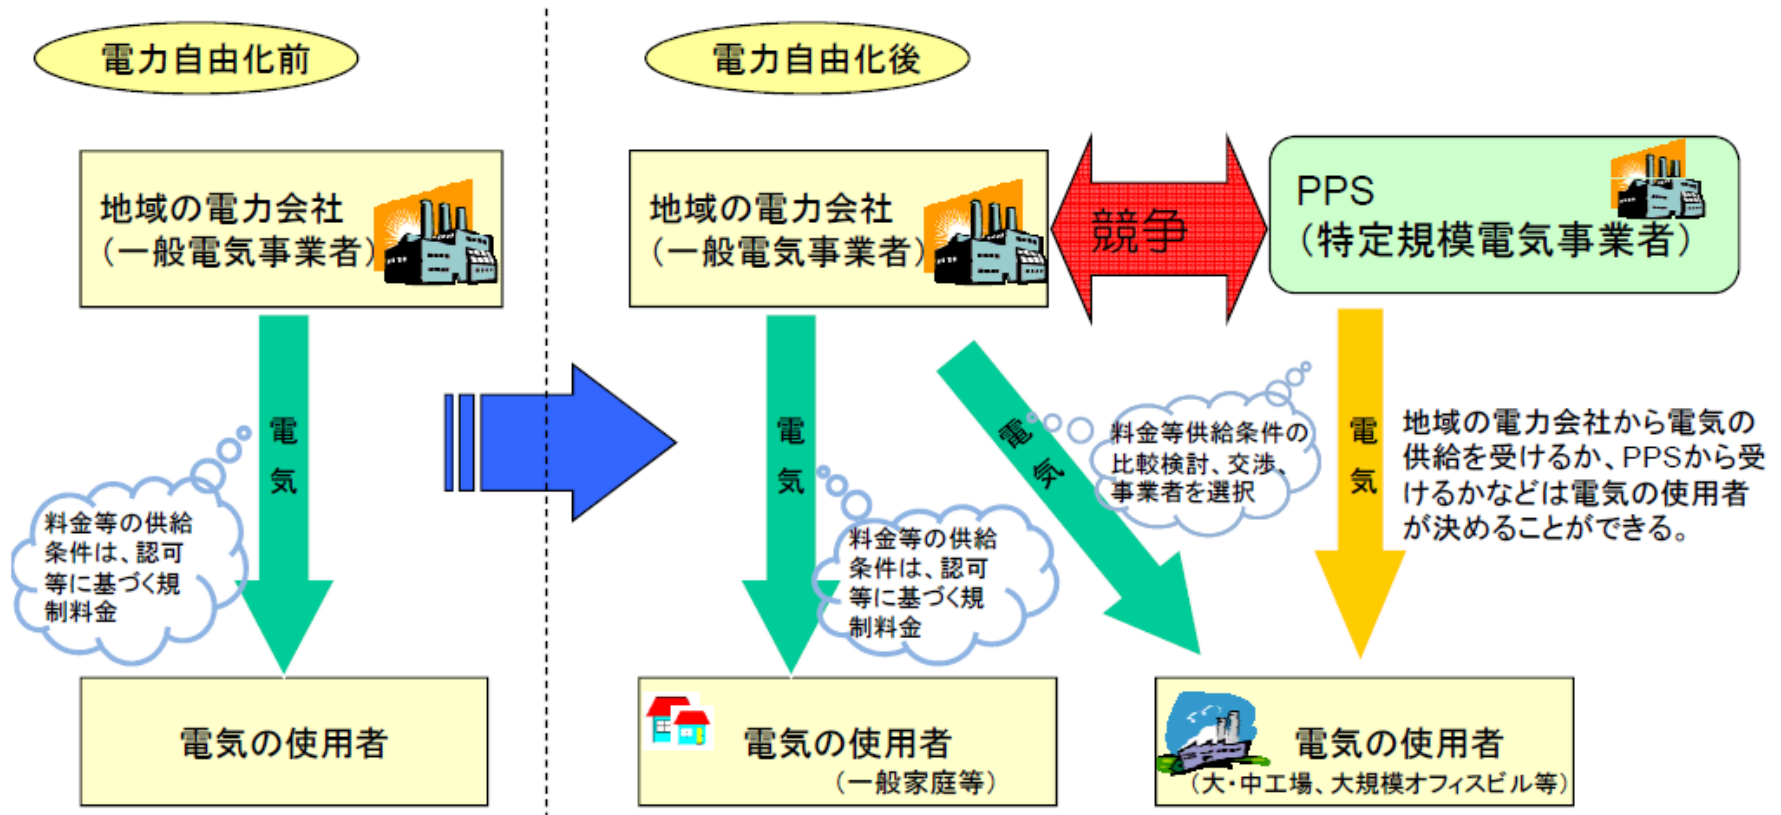 電力自由化前
地域の電力会社
（一般電気事業者）
電
気
料金等の供給
条件は、認可
等に基づく規
制料金
電気の使用者
電力自由化後
地域の電力会社
（一般電気事業者）
競争
PPS
（特定規模電気事業者）
電
気
料金等の供給
条件は、認可
等に基づく規
制料金
電
気
料金等供給条件の
比較検討、交渉、
事業者を選択
電
気
地域の電力会社から電気の
供給を受けるか、PPSから受
けるかなどは電気の使用者
が決めることができる。
電気の使用者
（一般家庭等）
電気の使用者
（大・中工場、大規模オフィスビル等）